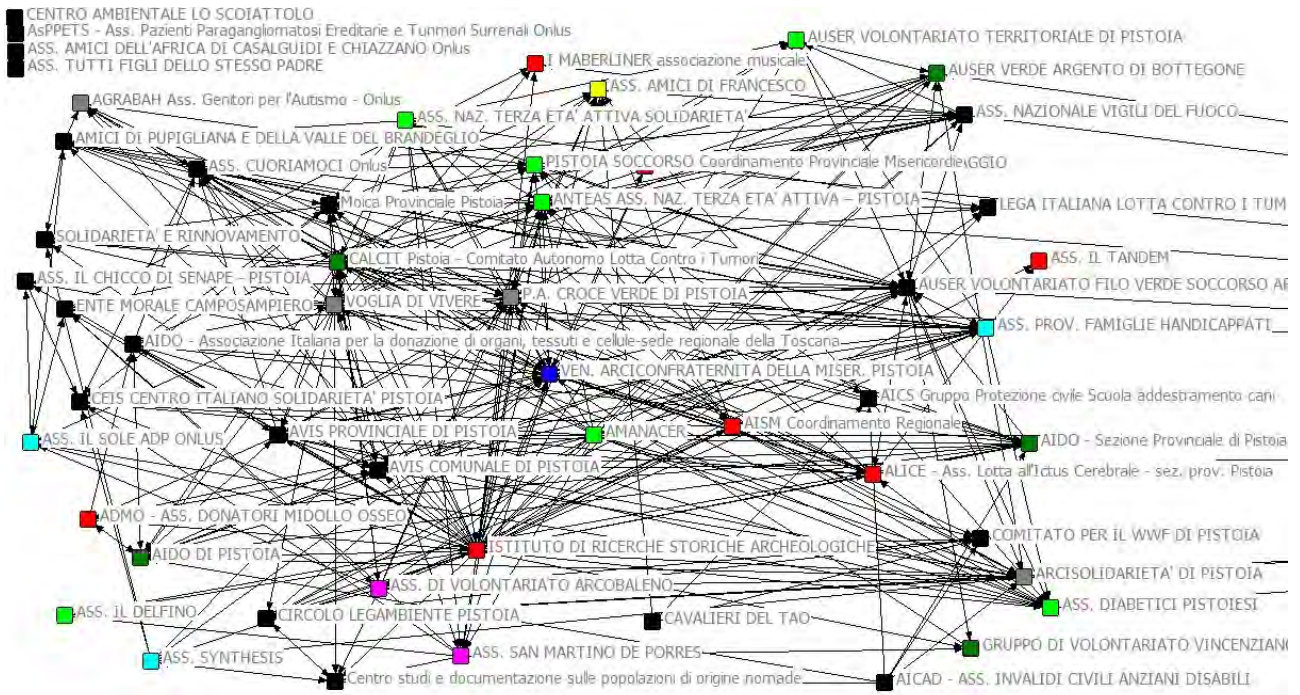 CENTRO AMBIENTALE LO SCOIATTOLO
AsPPETS - Ass. Pazienti Paragangliomatosi Ereditarie e Tunmori Surrenali Onlus
ASS. AMICI DELL'AFRICA DI CASALGUIDI E CHIAZZANO Onlus
ASS. TUTTI FIGLI DELLO STESSO PADRE
AUSER VOLONTARIATO TERRITORIALE DI PISTOIA
I MABERLINER associazione musicale
AUSER VERDE ARGENTO DI BOTTEGONE
ASS. AMICI DI FRANCESCO
AGRABAH Ass. Genitori per l'Autismo - Onlus
ASS. NAZ. TERZA ETA' ATTIVA SOLIDARIETA'
ASS. NAZIONALE VIGILI DEL FUOCO
AMICI DI PUPIGLIANA E DELLA VALLE DEL BRANDEGLIO
ASS. CUORIAMOCI Onlus
PISTOIA SOCCORSO Coordinamento Provinciale Misericordie
GGIO
Moica Provinciale Pistoia
ANTEAS ASS. NAZ. TERZA ETA' ATTIVA – PISTOIA
LEGA ITALIANA LOTTA CONTRO I TUM
SOLIDARIETA' E RINNOVAMENTO
CALCIT Pistoia - Comitato Autonomo Lotta Contro i Tumori
ASS. IL TANDEM
ASS. IL CHICCO DI SENAPE - PISTOIA
AUSER VOLONTARIATO FILO VERDE SOCCORSO AR
ENTE MORALE CAMPOSAMPIERO
VOGLIA DI VIVERE
P.A. CROCE VERDE DI PISTOIA
ASS. PROV. FAMIGLIE HANDICAPPATI
AIDO - Associazione Italiana per la donazione di organi, tessuti e cellule-sede regionale della Toscana
VEN. ARCICONFRATERNITA DELLA MISER. PISTOIA
CEIS CENTRO ITALIANO SOLIDARIETA' PISTOIA
AICS Gruppo Protezione civile Scuola addestramento cani
ASS. IL SOLE ADP ONLUS
AVIS PROVINCIALE DI PISTOIA
AMANACER
AISM Coordinamento Regionale
AIDO - Sezione Provinciale di Pistoia
AVIS COMUNALE DI PISTOIA
ALICE - Ass. Lotta all'Ictus Cerebrale - sez. prov. Pistoia
ADMO - ASS. DONATORI MIDOLLO OSSEO
COMITATO PER IL WWF DI PISTOIA
AIDO DI PISTOIA
ISTITUTO DI RICERCHE STORICHE ARCHEOLOGICHE
ARCISOLIDARIETA' DI PISTOIA
ASS. DI VOLONTARIATO ARCOBALENO
ASS. DIABETICI PISTOIESI
ASS. IL DELFINO
CIRCOLO LEGAMBIENTE PISTOIA
CAVALIERI DEL TAO
GRUPPO DI VOLONTARIATO VINCENZIANO
ASS. SYNTHESIS
ASS. SAN MARTINO DE PORRES
Centro studi e documentazione sulle popolazioni di origine nomade
AICAD - ASS. INVALIDI CIVILI ANZIANI DISABILI